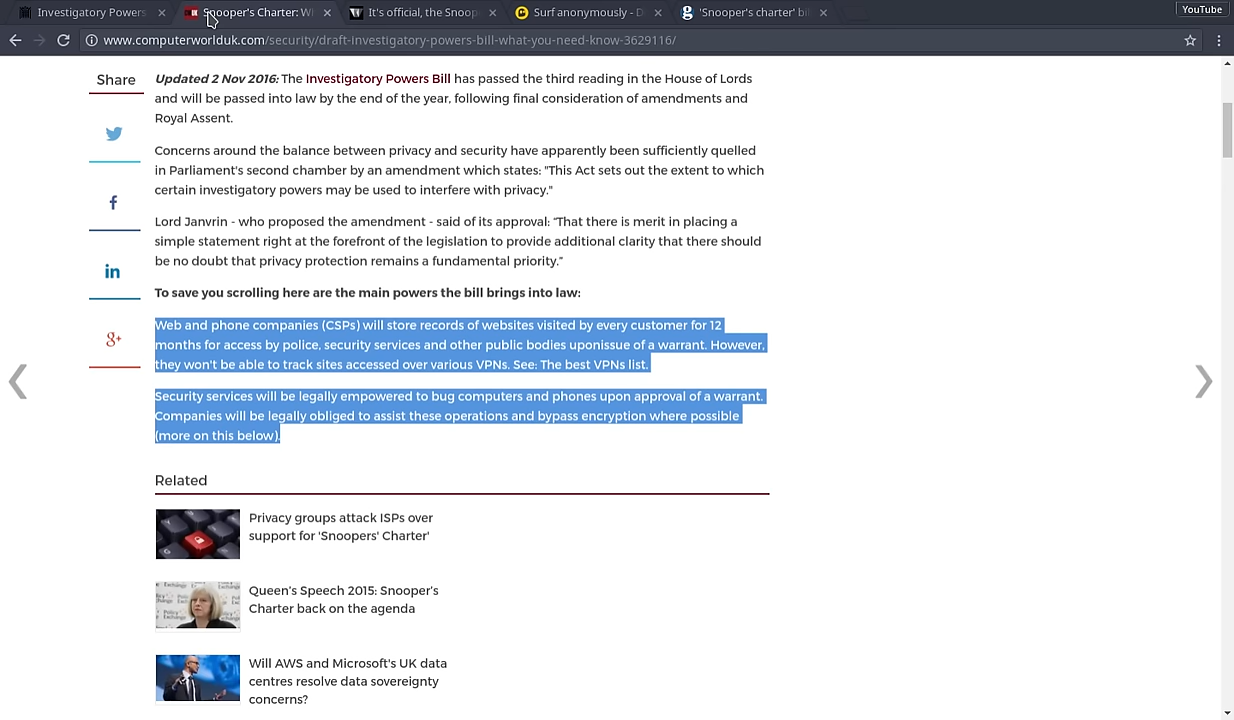 Investigatory Powers
Snooper's Charter: W
It's official, the Snoop
Surf anonymously - D
'Snooper's charter' bi
YouTube
www.computerworlduk.com/security/draft-investigatory-powers-bill-what-you-need-know-3629116/
Share
Updated 2 Nov 2016: The Investigatory Powers Bill has passed the third reading in the House of Lords
and will be passed into law by the end of the year, following final consideration of amendments and
Royal Assent.
Concerns around the balance between privacy and security have apparently been sufficiently quelled
in Parliament's second chamber by an amendment which states: "This Act sets out the extent to which
certain investigatory powers may be used to interfere with privacy."
Lord Janvrin - who proposed the amendment - said of its approval: "That there is merit in placing a
simple statement right at the forefront of the legislation to provide additional clarity that there should
be no doubt that privacy protection remains a fundamental priority."
To save you scrolling here are the main powers the bill brings into law:
Web and phone companies (CSPs) will store records of websites visited by every customer for 12
months for access by police, security services and other public bodies uponissue of a warrant. However,
they won't be able to track sites accessed over various VPNs. See: The best VPNs list.
Security services will be legally empowered to bug computers and phones upon approval of a warrant.
Companies will be legally obliged to assist these operations and bypass encryption where possible
(more on this below).
Related
Privacy groups attack ISPs over
support for 'Snoopers' Charter'
Queen's Speech 2015: Snooper's
Charter back on the agenda
Will AWS and Microsoft's UK data
centres resolve data sovereignty
concerns?